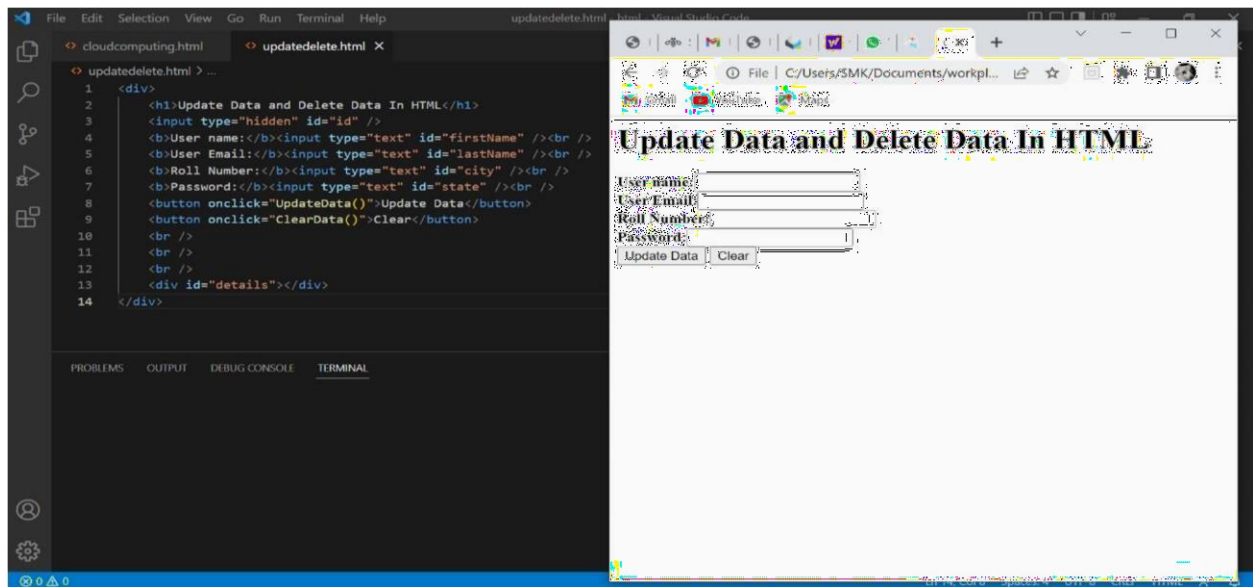 File Edit Selection View Go Run Terminal Help updatedelete.html - html - Visual Studio Code
cloudcomputing.html updatedelete.html
updatedelete.html > ...
1 <div>
2 <h1>Update Data and Delete Data In HTML</h1>
3 <input type="hidden" id="id" />
4 <b>User name:</b><input type="text" id="firstName" /><br />
5 <b>User Email:</b><input type="text" id="lastName" /><br />
6 <b>Roll Number:</b><input type="text" id="city" /><br />
7 <b>Password:</b><input type="text" id="state" /><br />
8 <button onclick="UpdateData()">Update Data</button>
9 <button onclick="ClearData()">Clear</button>
10 <br />
11 <br />
12 <br />
13 <div id="details"></div>
14 </div>
PROBLEMS OUTPUT DEBUG CONSOLE TERMINAL
0 0
File | C:/Users/SMK/Documents/workpl...
Gmail YouTube Maps
Update Data and Delete Data In HTML
User name:
User Email:
Roll Number:
Password:
Update Data Clear